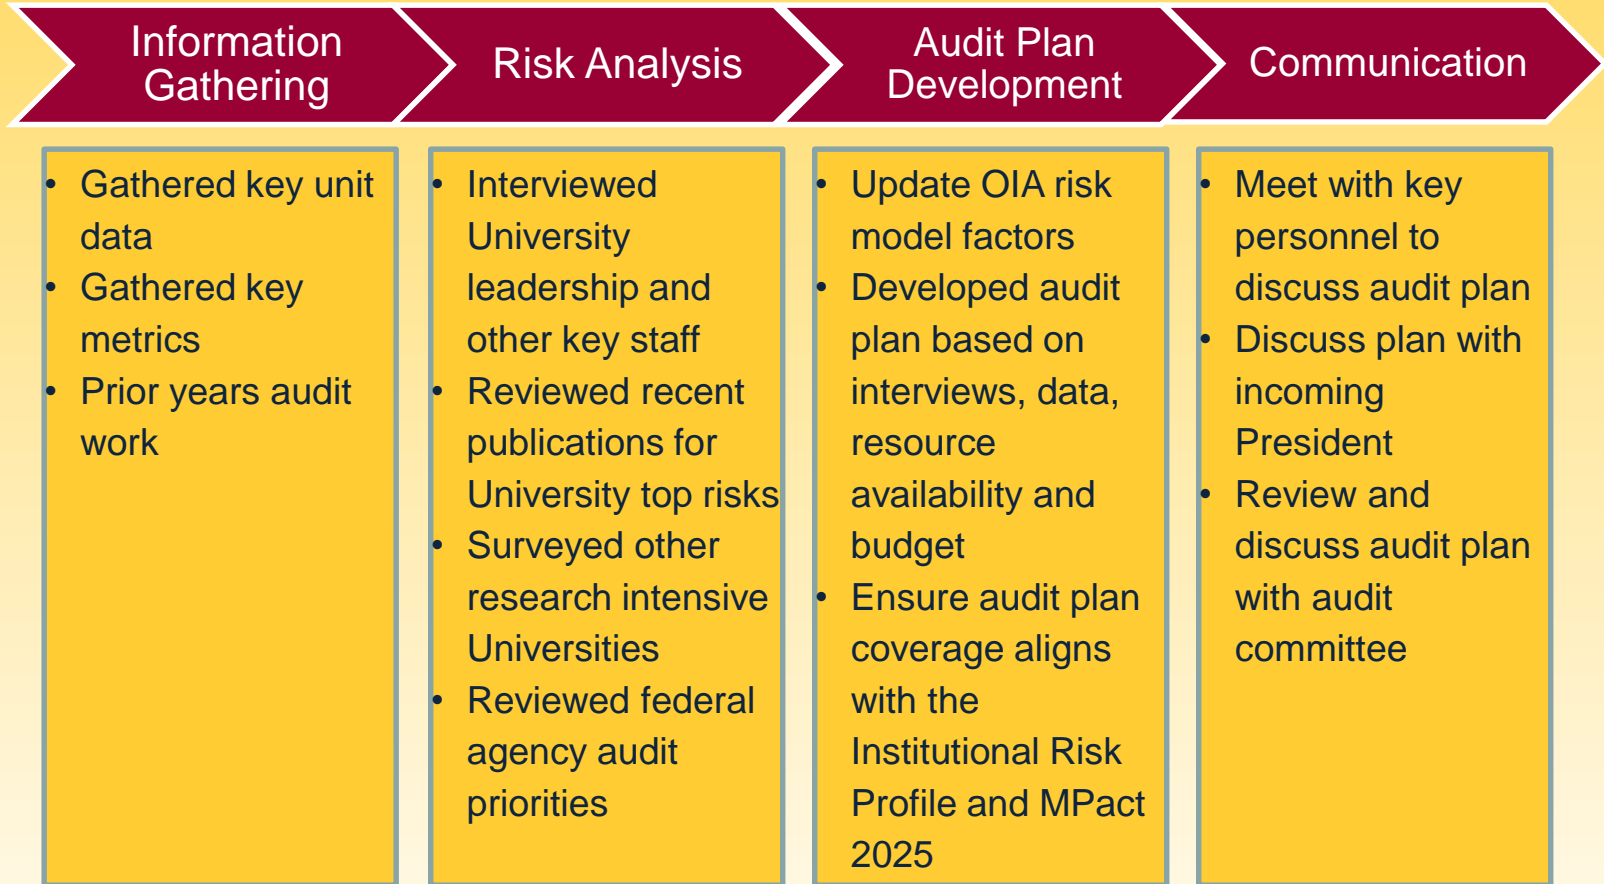 Information
Gathering
Risk Analysis
Audit Plan
Development
Communication
• Gathered key unit
data
• Gathered key
metrics
• Prior years audit
work
• Interviewed
University
leadership and
other key staff
• Reviewed recent
publications for
University top risks
• Surveyed other
research intensive
Universities
• Reviewed federal
agency audit
priorities
• Update OIA risk
model factors
• Developed audit
plan based on
interviews, data,
resource
availability and
budget
• Ensure audit plan
coverage aligns
with the
Institutional Risk
Profile and MPact
2025
• Meet with key
personnel to
discuss audit plan
• Discuss plan with
incoming
President
• Review and
discuss audit plan
with audit
committee